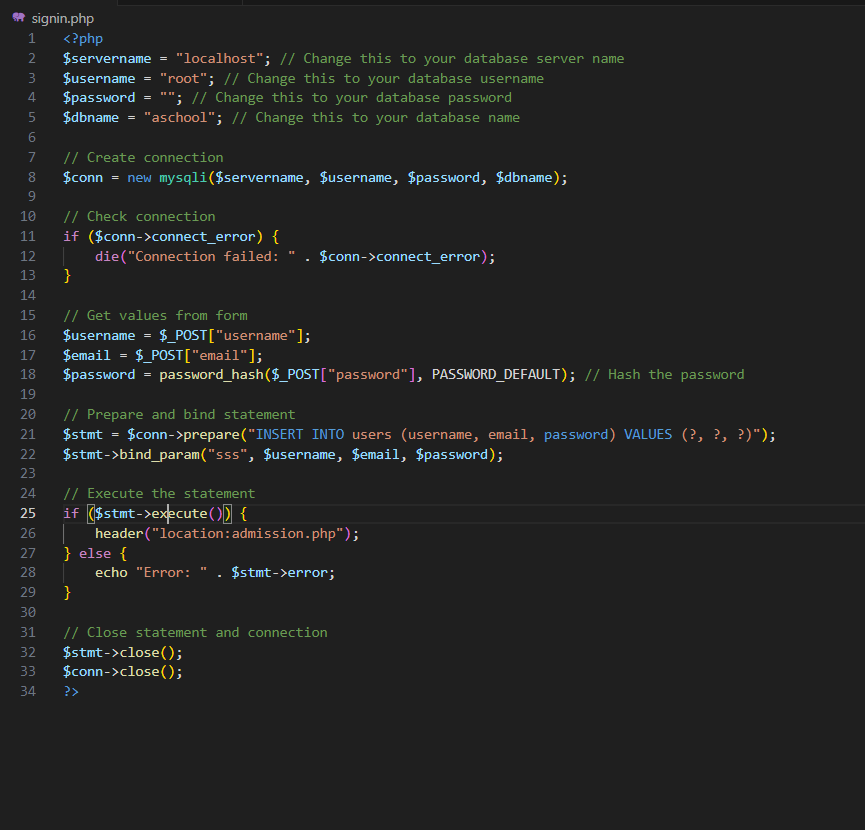 signin.php
1 <?php
2 $servername = "localhost"; // Change this to your database server name
3 $username = "root"; // Change this to your database username
4 $password = ""; // Change this to your database password
5 $dbname = "aschool"; // Change this to your database name
6
7 // Create connection
8 $conn = new mysqli($servername, $username, $password, $dbname);
9
10 // Check connection
11 if ($conn->connect_error) {
12     die("Connection failed: " . $conn->connect_error);
13 }
14
15 // Get values from form
16 $username = $_POST["username"];
17 $email = $_POST["email"];
18 $password = password_hash($_POST["password"], PASSWORD_DEFAULT); // Hash the password
19
20 // Prepare and bind statement
21 $stmt = $conn->prepare("INSERT INTO users (username, email, password) VALUES (?, ?, ?)");
22 $stmt->bind_param("sss", $username, $email, $password);
23
24 // Execute the statement
25 if ($stmt->execute()) {
26     header("location:admission.php");
27 } else {
28     echo "Error: " . $stmt->error;
29 }
30
31 // Close statement and connection
32 $stmt->close();
33 $conn->close();
34 ?>